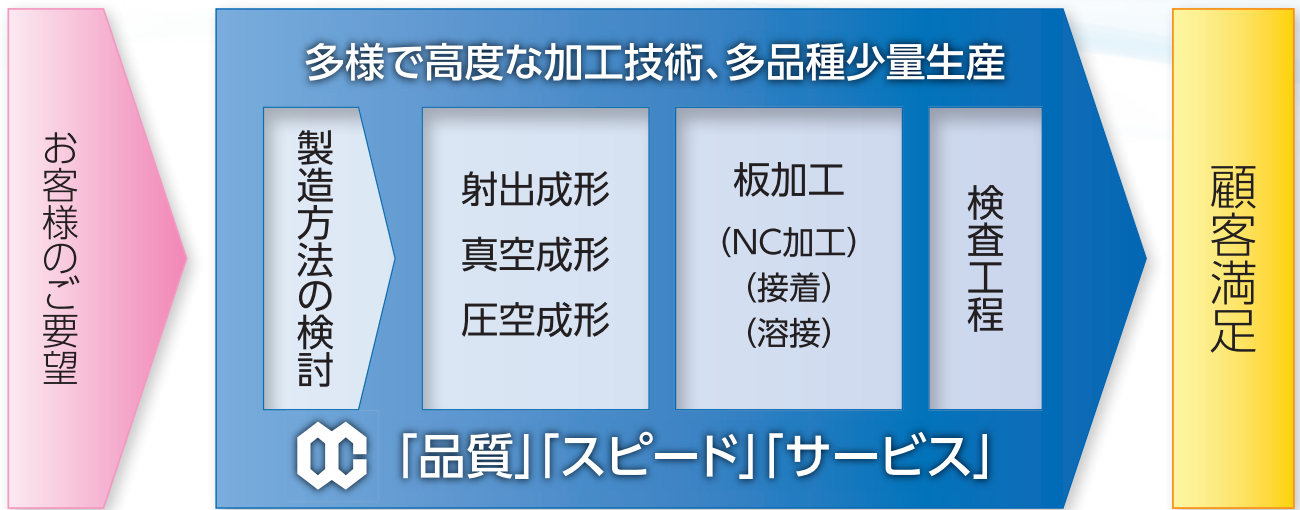 お客様のご要望
多様で高度な加工技術、多品種少量生産
製造方法の検討
射出成形
真空成形
圧空成形
板加工
（NC加工）
（接着）
（溶接）
検査工程
OC「品質」「スピード」「サービス」
顧客満足